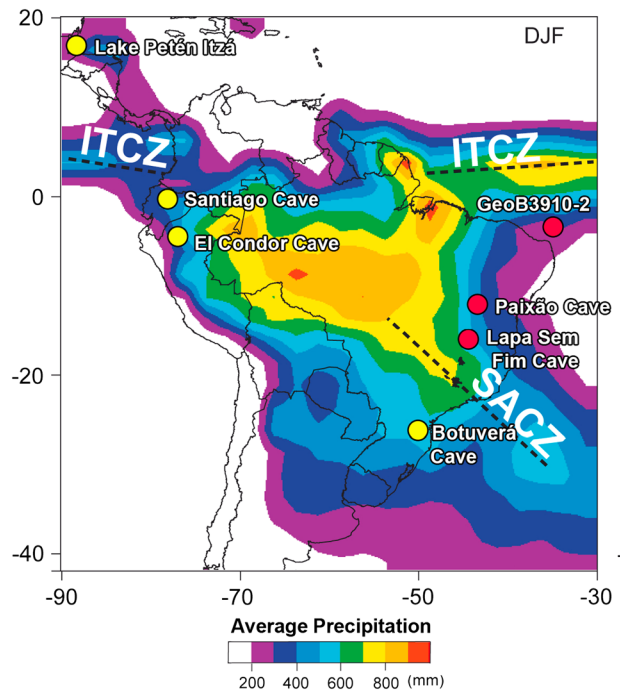 20
DJF
Lake Petén Itzá
ITCZ
ITCZ
0
Santiago Cave
GeoB3910-2
El Condor Cave
Paixão Cave
Lapa Sem
Fim Cave
-20
SACZ
Botuverá
Cave
-40
-90
-70
-50
-30
Average Precipitation
200
400
600
800
(mm)